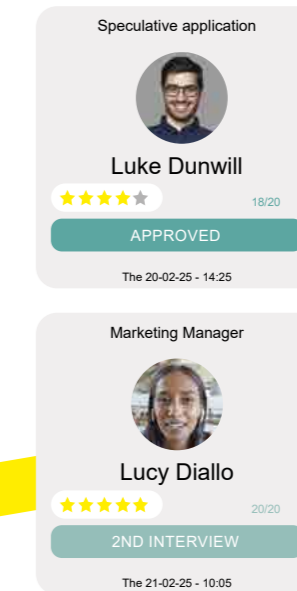 Speculative application
Luke Dunwill
18/20
APPROVED
The 20-02-25 - 14:25
Marketing Manager
Lucy Diallo
20/20
2ND INTERVIEW
The 21-02-25 - 10:05